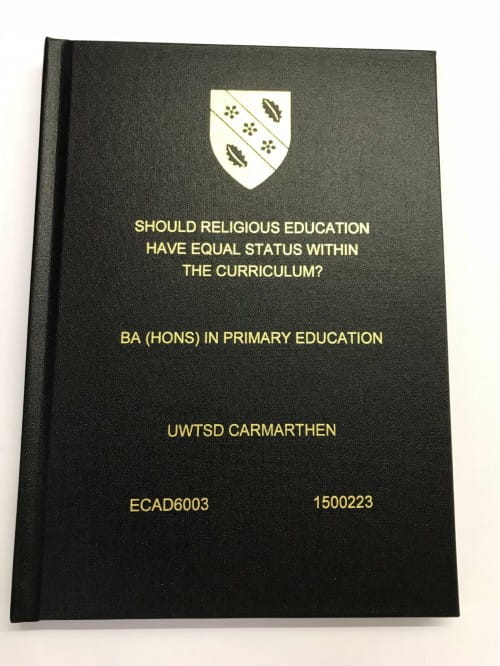 SHOULD RELIGIOUS EDUCATION
HAVE EQUAL STATUS WITHIN
THE CURRICULUM?
BA (HONS) IN PRIMARY EDUCATION
UWTSD CARMARTHEN
ECAD6003 1500223